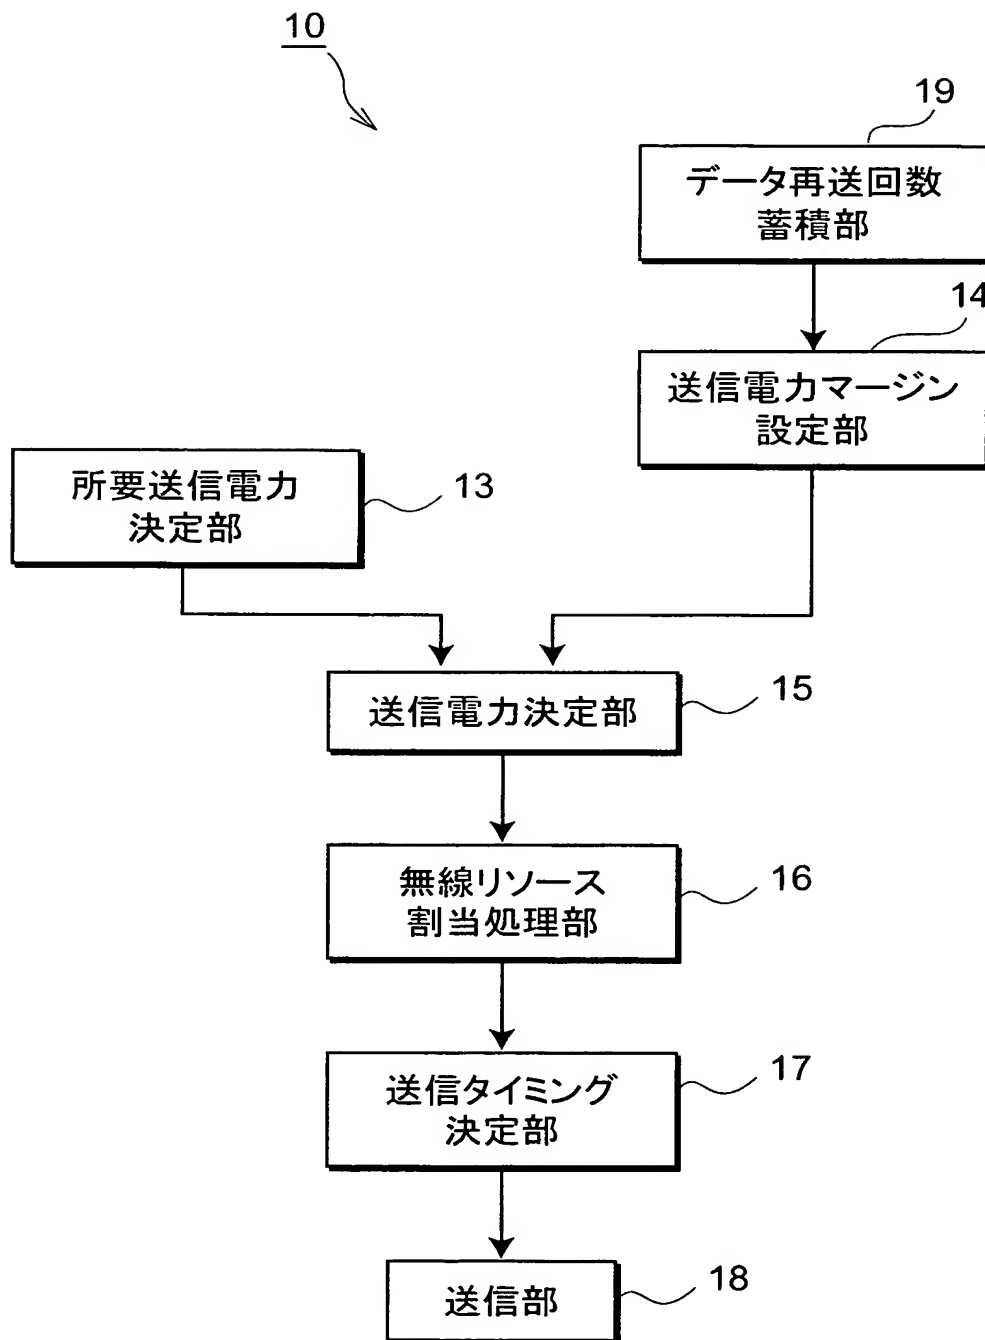 10
19
データ再送回数
蓄積部
14
送信電力マージン
設定部
所要送信電力
決定部
13
送信電力決定部
15
無線リソース
割当処理部
16
送信タイミング
決定部
17
送信部
18